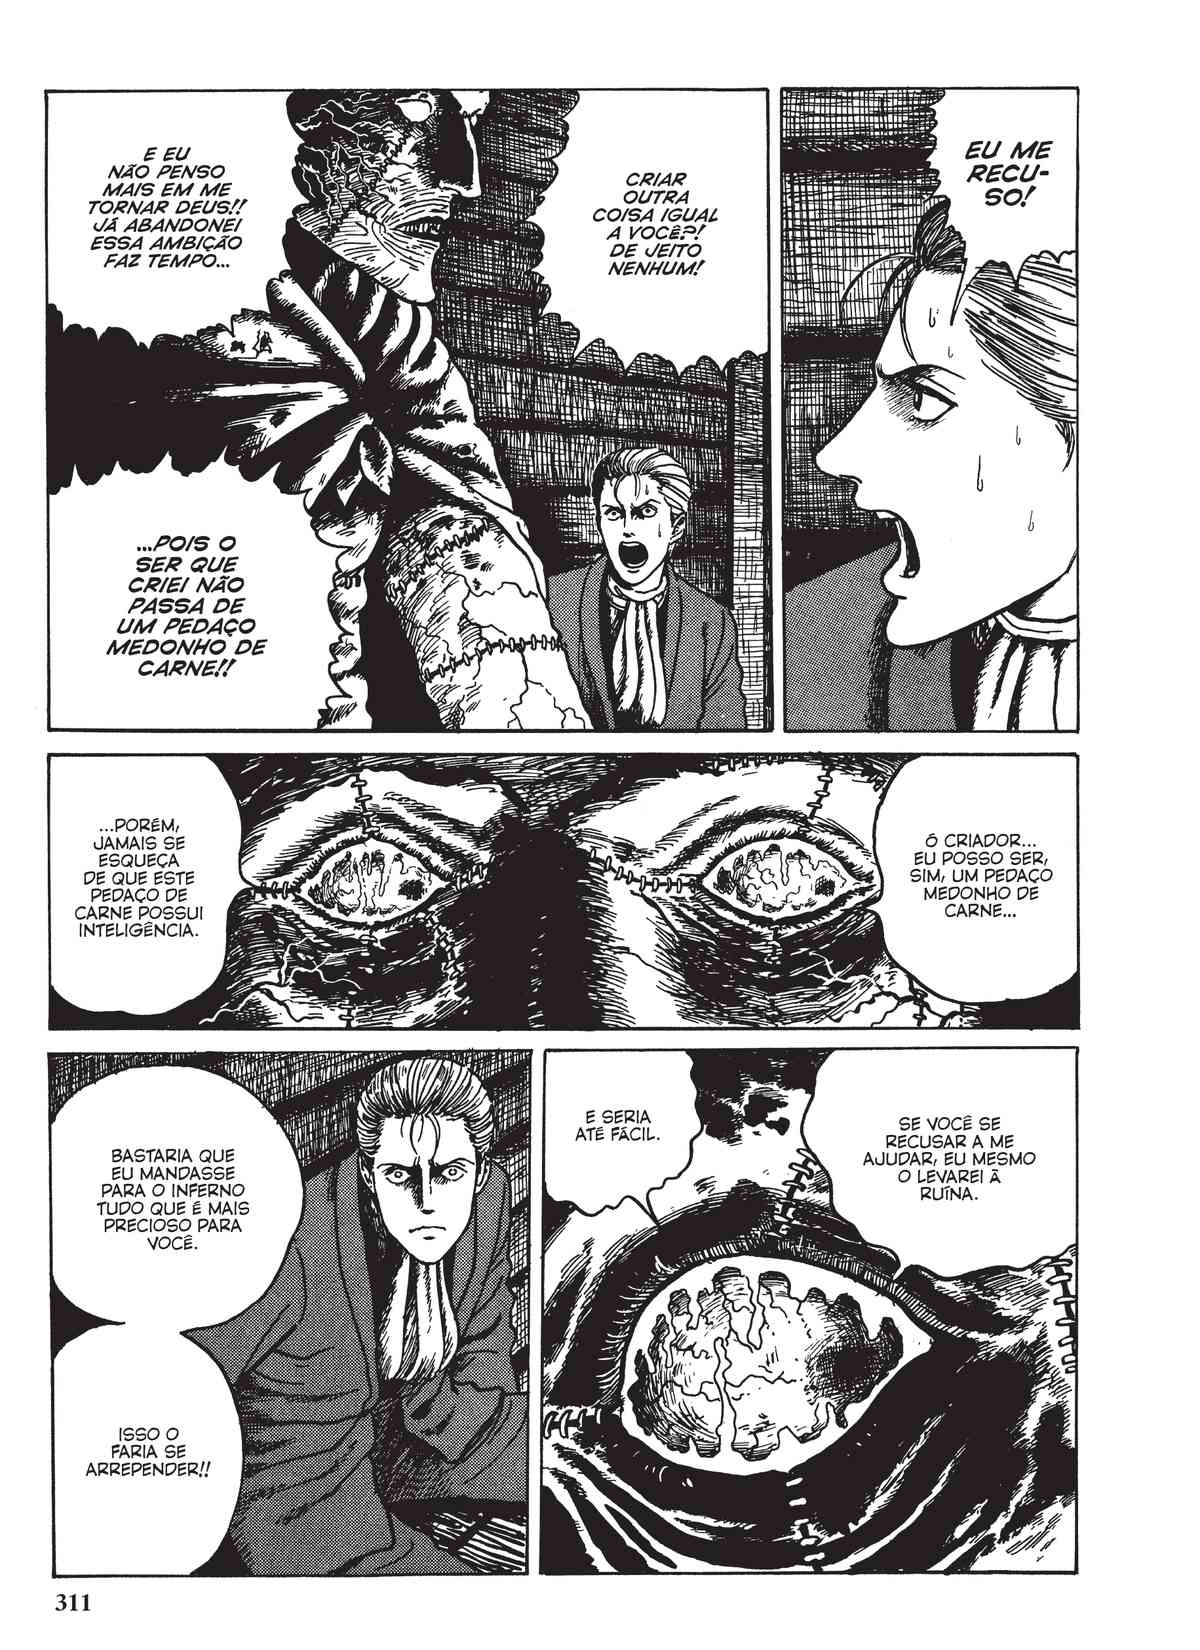 EU ME
RECU-
SO!
CRIAR
OUTRA
COISA IGUAL
A VOCÊ?!
DE JEITO
NENHUM!
E EU
NÃO PENSO
MAIS EM ME
TORNAR DEUS!!
JÁ ABANDONEI
ESSA AMBIÇÃO
FAZ TEMPO...
...POIS O
SER QUE
CRIEI NÃO
PASSA DE
UM PEDAÇO
MEDONHO DE
CARNE!!
Ó CRIADOR...
EU POSSO SER,
SIM, UM PEDAÇO
MEDONHO DE
CARNE...
...PORÉM,
JAMAIS SE
ESQUEÇA
DE QUE ESTE
PEDAÇO DE
CARNE POSSUI
INTELIGÊNCIA.
SE VOCÊ SE
RECUSAR A ME
AJUDAR, EU MESMO
O LEVAREI À
RUÍNA.
E SERIA
ATÉ FÁCIL.
BASTARIA QUE
EU MANDASSE
PARA O INFERNO
TUDO QUE É MAIS
PRECIOSO PARA
VOCÊ.
ISSO O
FARIA SE
ARREPENDER!!
311